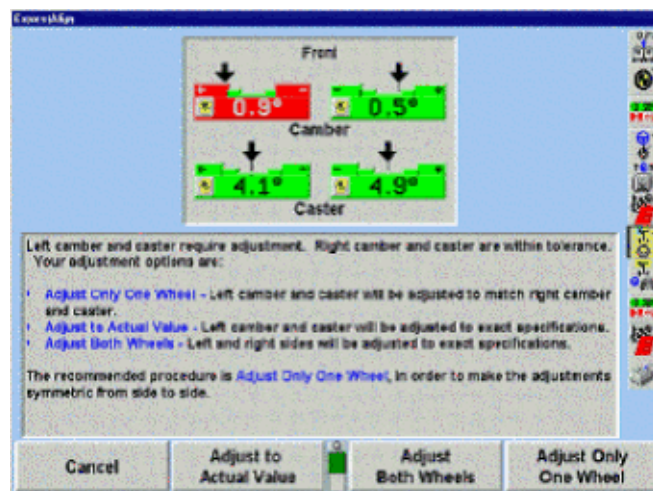 ExpressAlign
Front
0.9° 0.5°
Camber
4.1° 4.9°
Caster
Left camber and caster require adjustment. Right camber and caster are within tolerance.
Your adjustment options are:
Adjust Only One Wheel - Left camber and caster will be adjusted to match right camber
and caster.
Adjust to Actual Value - Left camber and caster will be adjusted to exact specifications.
Adjust Both Wheels - Left and right sides will be adjusted to exact specifications.
The recommended procedure is Adjust Only One Wheel, in order to make the adjustments
symmetric from side to side.
Cancel
Adjust to
Actual Value
Adjust
Both Wheels
Adjust Only
One Wheel